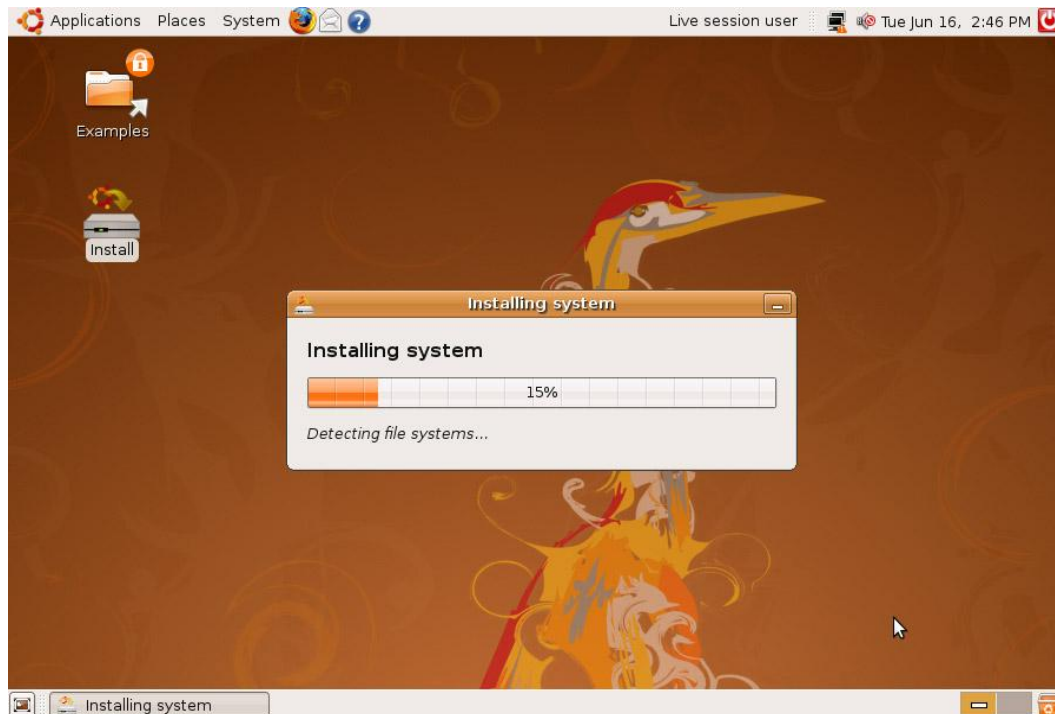 Applications Places System Live session user Tue Jun 16, 2:46 PM
Examples
Install
Installing system
Installing system
15%
Detecting file systems...
Installing system